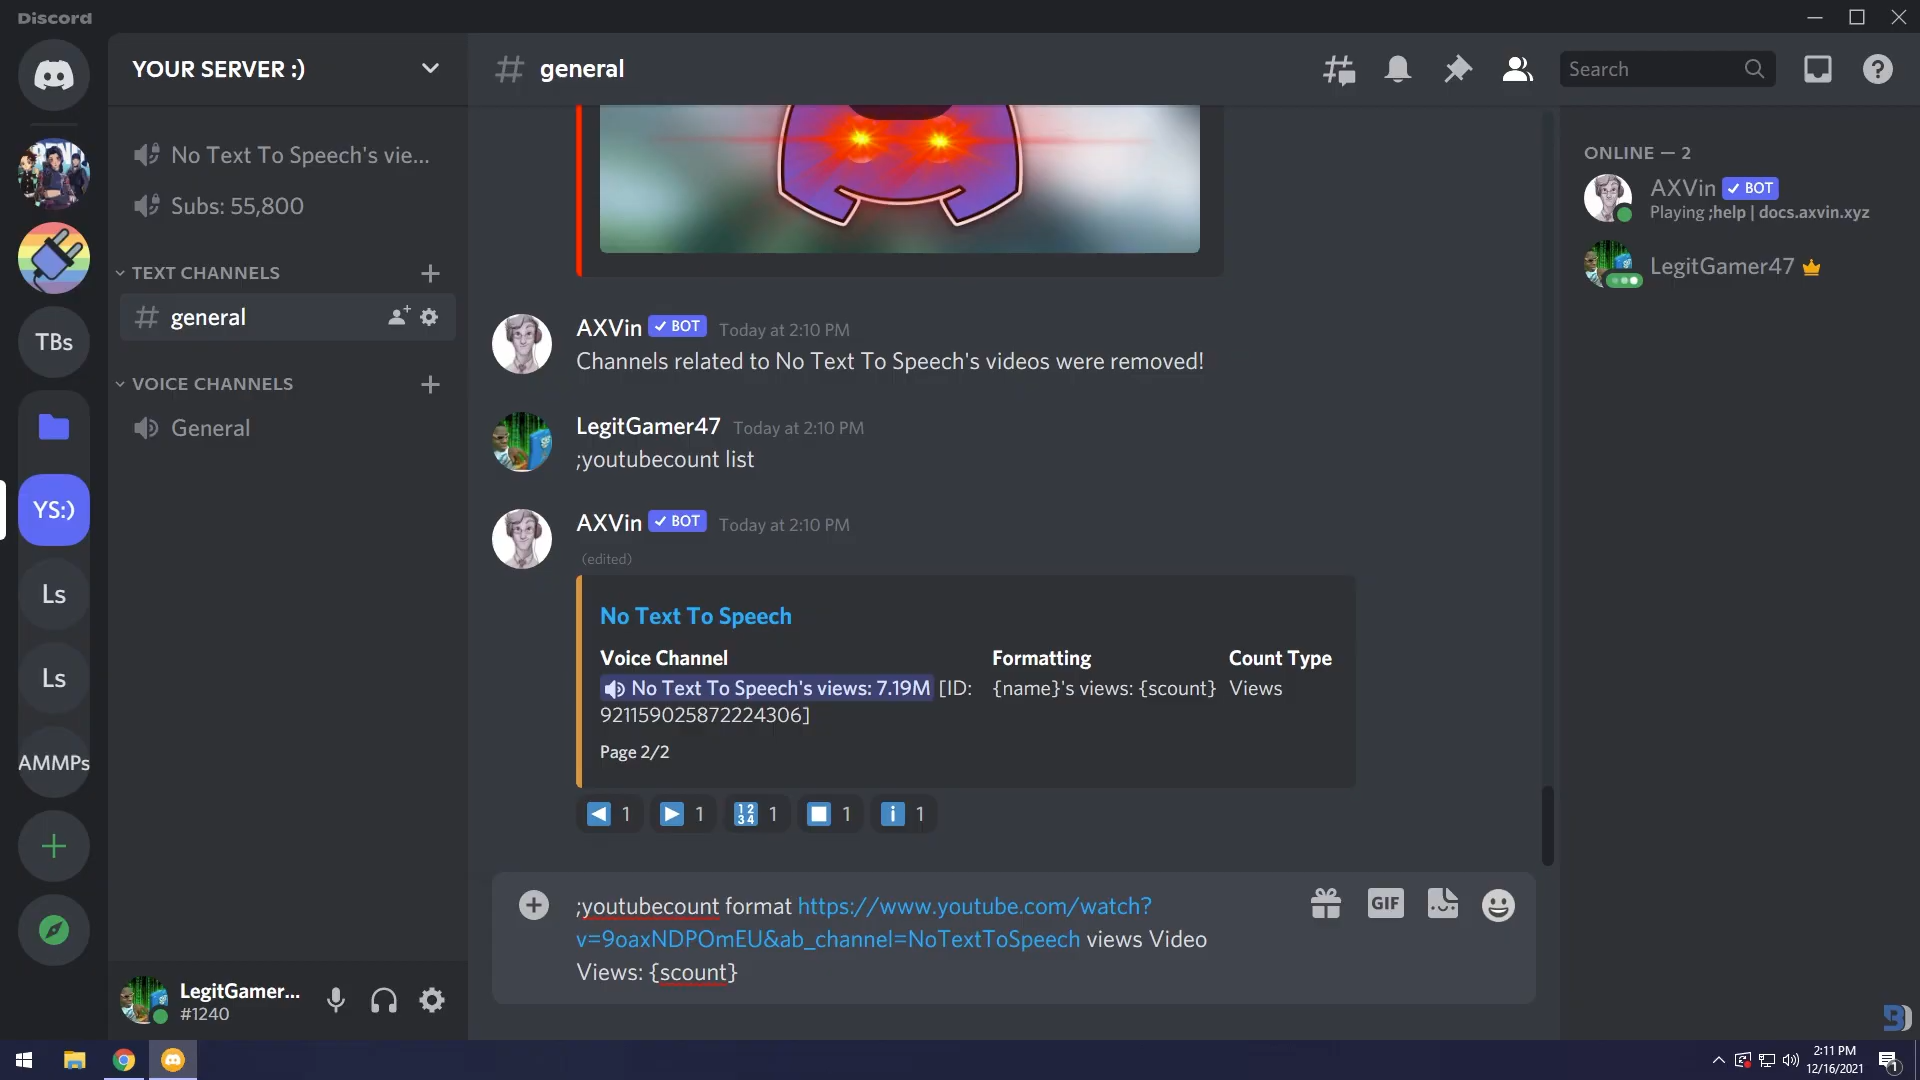 Discord
YOUR SERVER :)
No Text To Speech's vie...
Subs: 55,800
TEXT CHANNELS
general
VOICE CHANNELS
General
TBs
YS:)
Ls
Ls
AMMPs
LegitGamer...
#1240
general
Search
AXVin BOT Today at 2:10 PM
Channels related to No Text To Speech's videos were removed!
LegitGamer47 Today at 2:10 PM
;youtubecount list
AXVin BOT Today at 2:10 PM
(edited)
No Text To Speech
Voice Channel Formatting Count Type
No Text To Speech's views: 7.19M [ID: {name}'s views: {scount} Views
921159025872224306]
Page 2/2
1 1 1234 1 1 i 1
;youtubecount format https://www.youtube.com/watch?
v=9oaxNDPOmEU&ab_channel=NoTextToSpeech views Video
Views: {scount}
GIF
ONLINE — 2
AXVin BOT
Playing ;help | docs.axvin.xyz
LegitGamer47
2:11 PM
12/16/2021
1